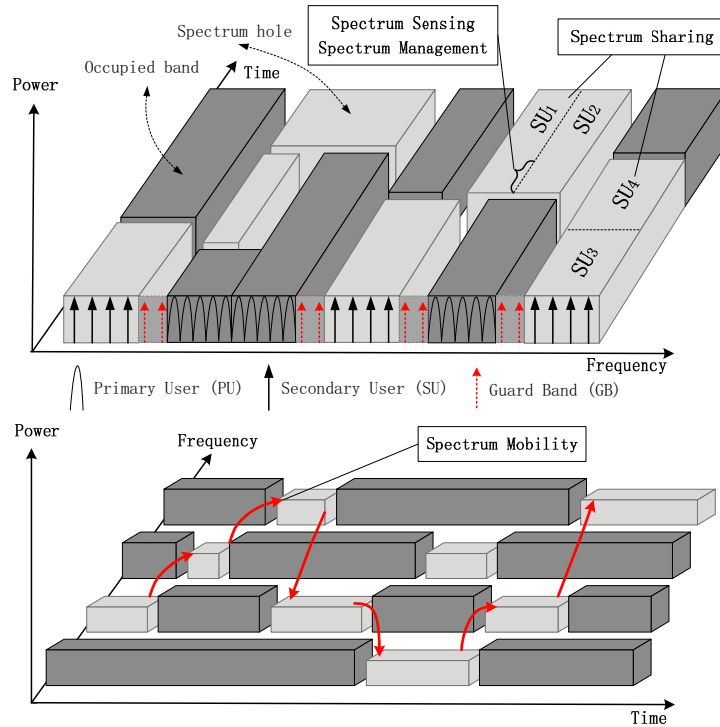 Spectrum Sensing
Spectrum Management
Spectrum Sharing
Spectrum hole
Occupied band
Time
Power
SU1
SU2
SU4
SU3
Frequency
Primary User (PU)
Secondary User (SU)
Guard Band (GB)
Power
Frequency
Spectrum Mobility
Time